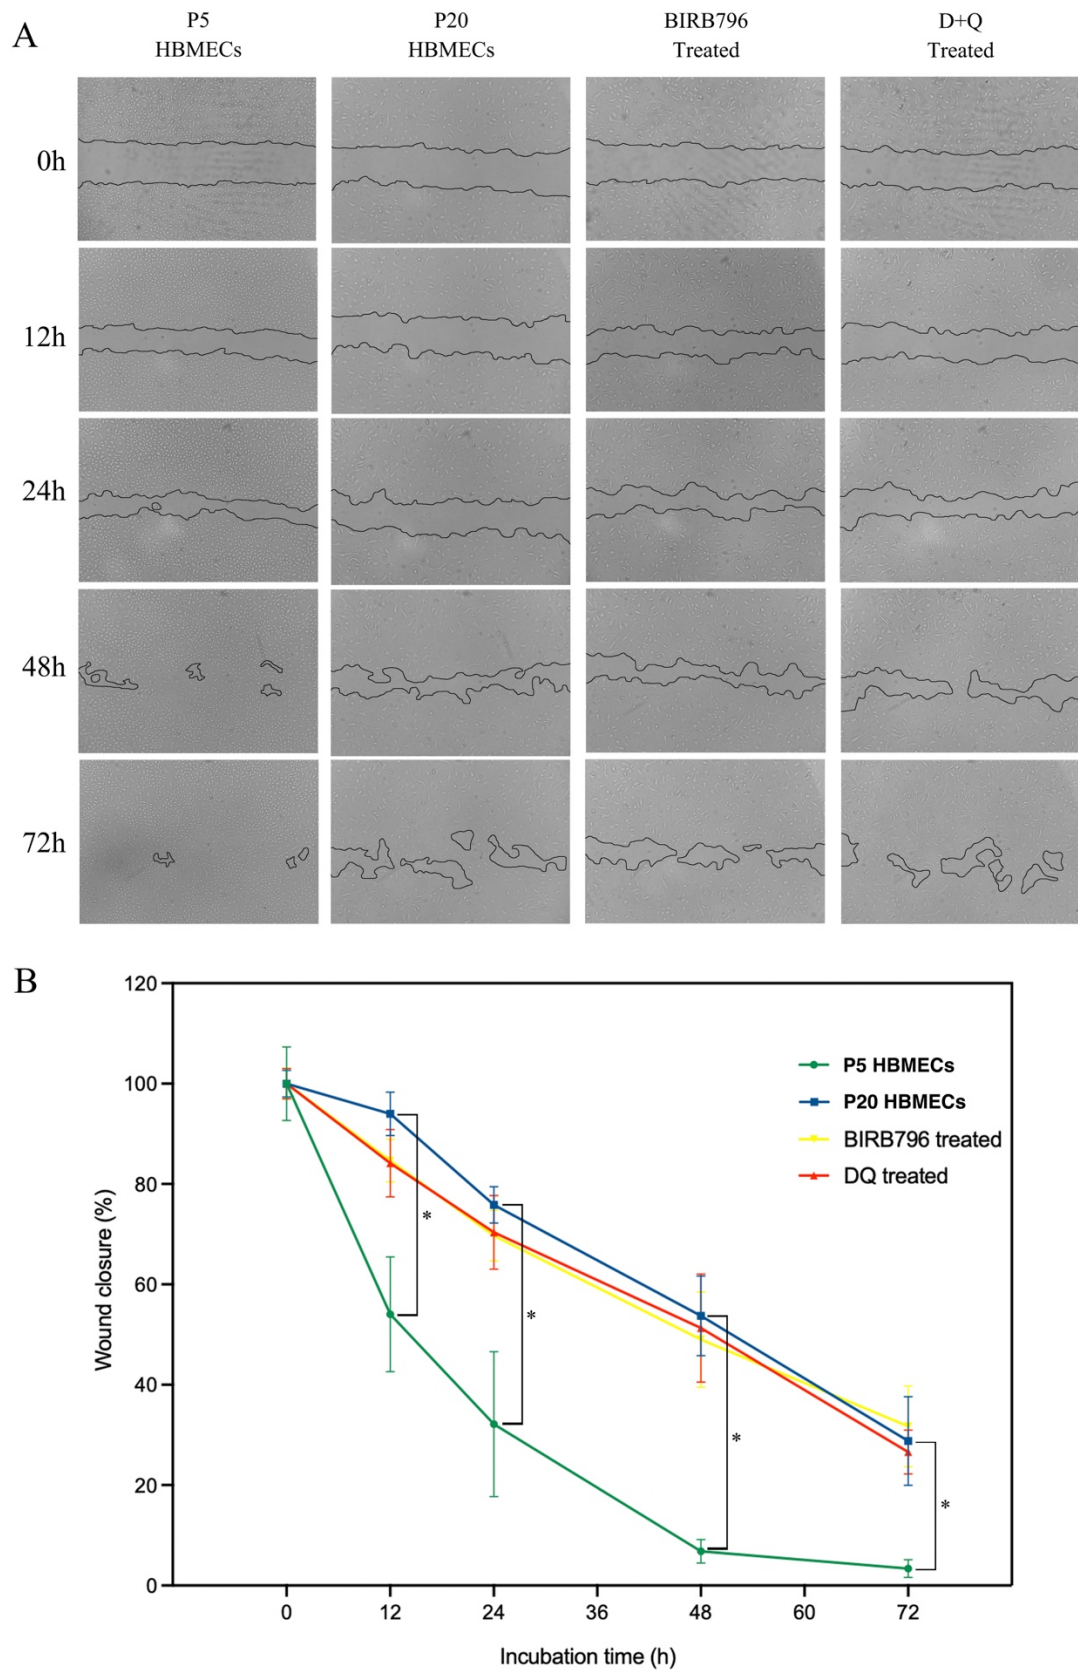 A
P5
HBMECs
P20
HBMECs
BIRB796
Treated
D+Q
Treated
0h
12h
24h
48h
72h
B
120
100
80
60
40
20
0
Wound closure (%)
P5 HBMECs
P20 HBMECs
BIRB796 treated
DQ treated
*
*
*
*
0 12 24 36 48 60 72
Incubation time (h)